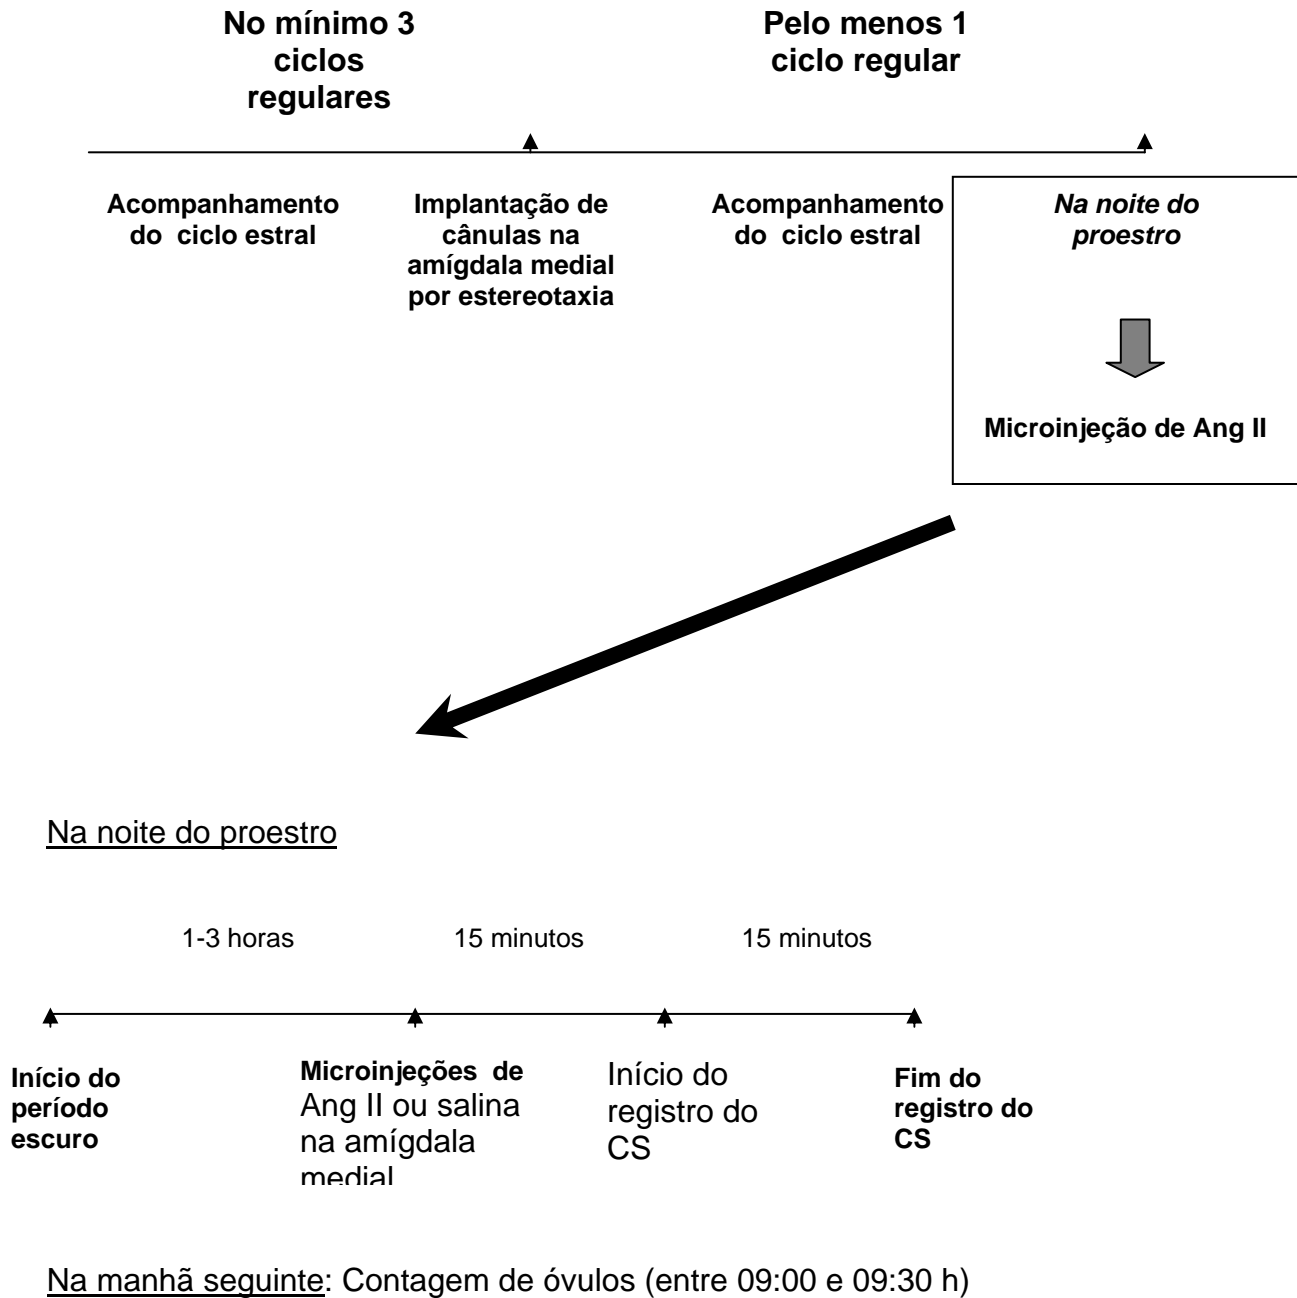 No mínimo 3
ciclos
regulares
Pelo menos 1
ciclo regular
Acompanhamento
do ciclo estral
Implantação de
cânulas na
amígdala medial
por estereotaxia
Acompanhamento
do ciclo estral
Na noite do
proestro
Microinjeção de Ang II
Na noite do proestro
1-3 horas
15 minutos
15 minutos
Início do
período
escuro
Microinjeções de
Ang II ou salina
na amígdala
medial
Início do
registro do
CS
Fim do
registro do
CS
Na manhã seguinte: Contagem de óvulos (entre 09:00 e 09:30 h)